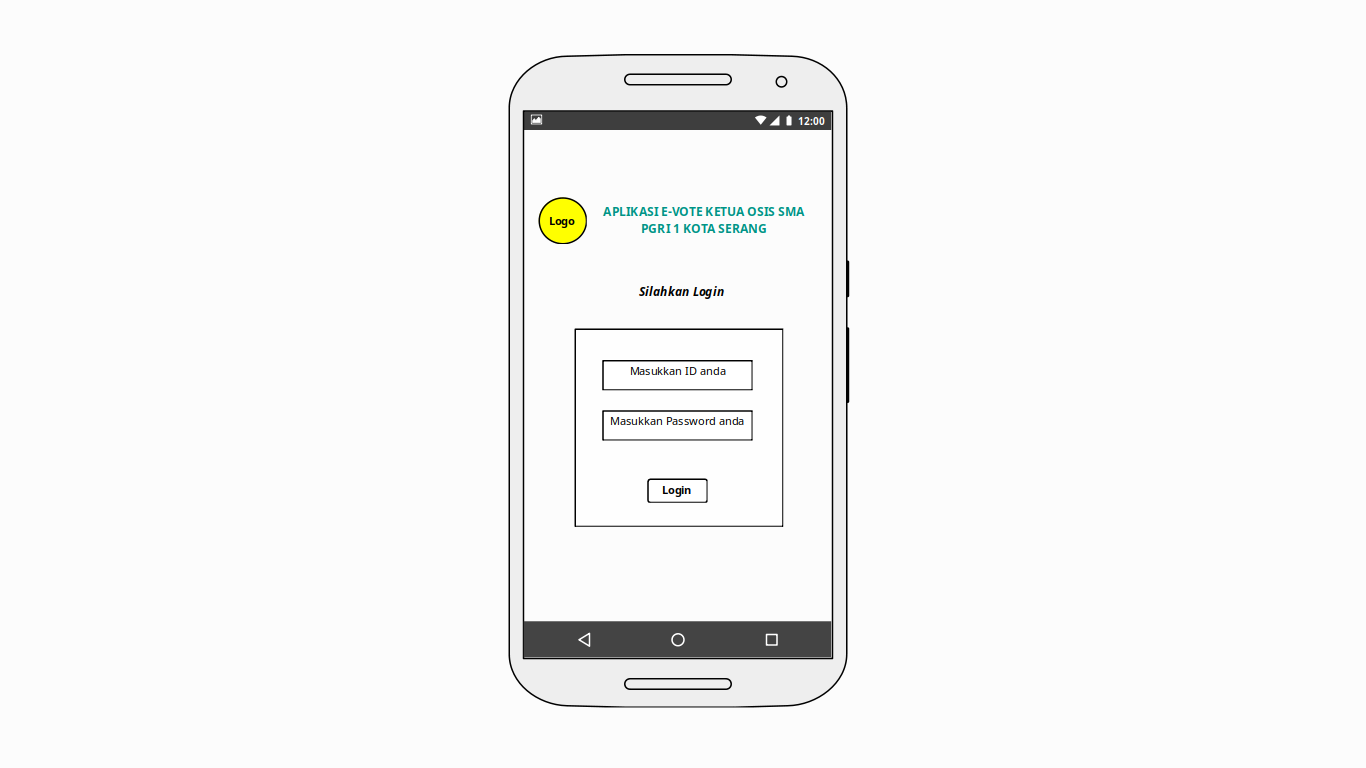 12:00
Logo
APLIKASI E-VOTE KETUA OSIS SMA
PGRI 1 KOTA SERANG
Silahkan Login
Masukkan ID anda
Masukkan Password anda
Login